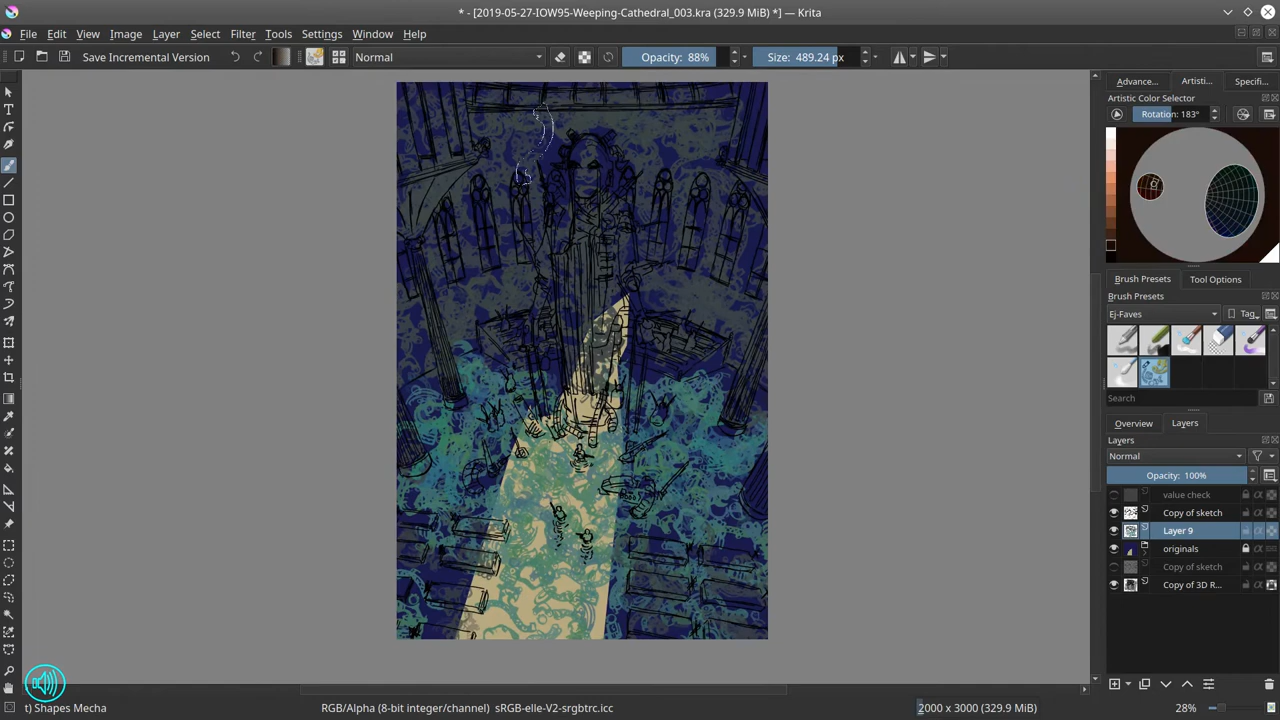 * - [2019-05-27-IOW95-Weeping-Cathedral_003.kra (329.9 MiB) *] — Krita
File Edit View Image Layer Select Filter Tools Settings Window Help
Save Incremental Version Normal Opacity: 88% Size: 489.24 px
Advance... Artisti... Specifi...
Artistic Color Selector
Rotation: 183°
Brush Presets Tool Options
Brush Presets
Ej-Faves Tag
Search
Overview Layers
Layers
Normal
Opacity: 100%
value check
Copy of sketch
Layer 9
originals
Copy of sketch
Copy of 3D R...
t) Shapes Mecha RGB/Alpha (8-bit integer/channel) sRGB-elle-V2-srgbtrc.icc 2000 x 3000 (329.9 MiB) 28%